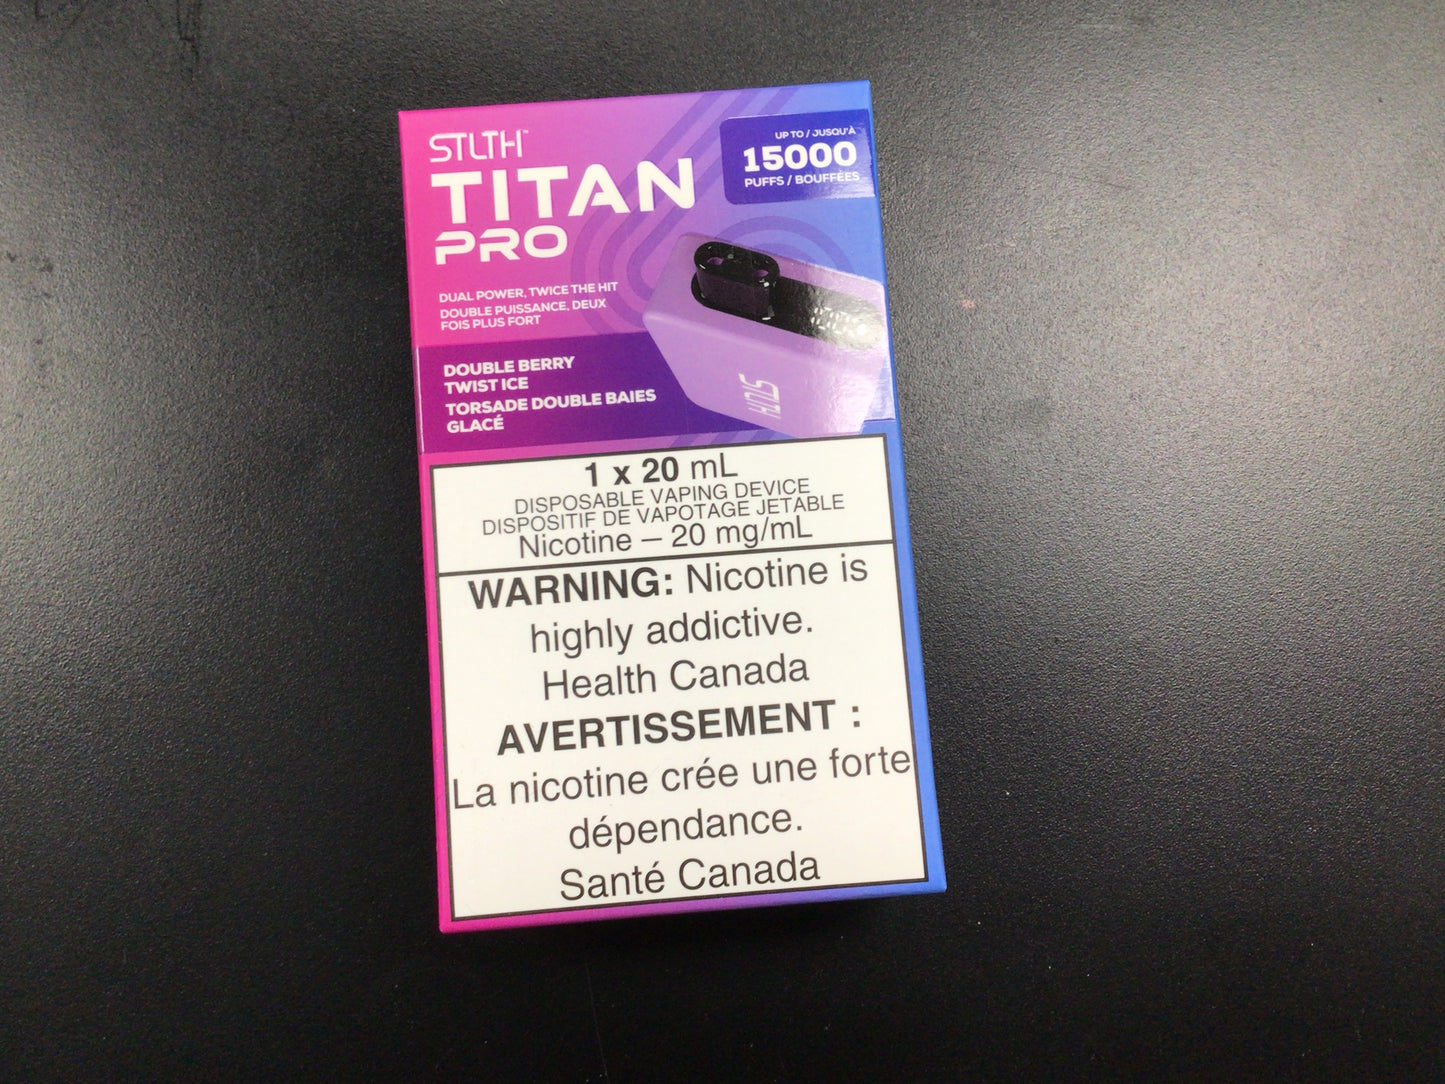 STLTH™
TITAN
PRO
UP TO / JUSQU'À
15000
PUFFS / BOUFFÉES
DUAL POWER, TWICE THE HIT
DOUBLE PUISSANCE, DEUX
FOIS PLUS FORT
DOUBLE BERRY
TWIST ICE
TORSADE DOUBLE BAIES
GLACÉ
STLTH
1 x 20 mL
DISPOSABLE VAPING DEVICE
DISPOSITIF DE VAPOTAGE JETABLE
Nicotine – 20 mg/mL
WARNING: Nicotine is
highly addictive.
Health Canada
AVERTISSEMENT :
La nicotine crée une forte
dépendance.
Santé Canada